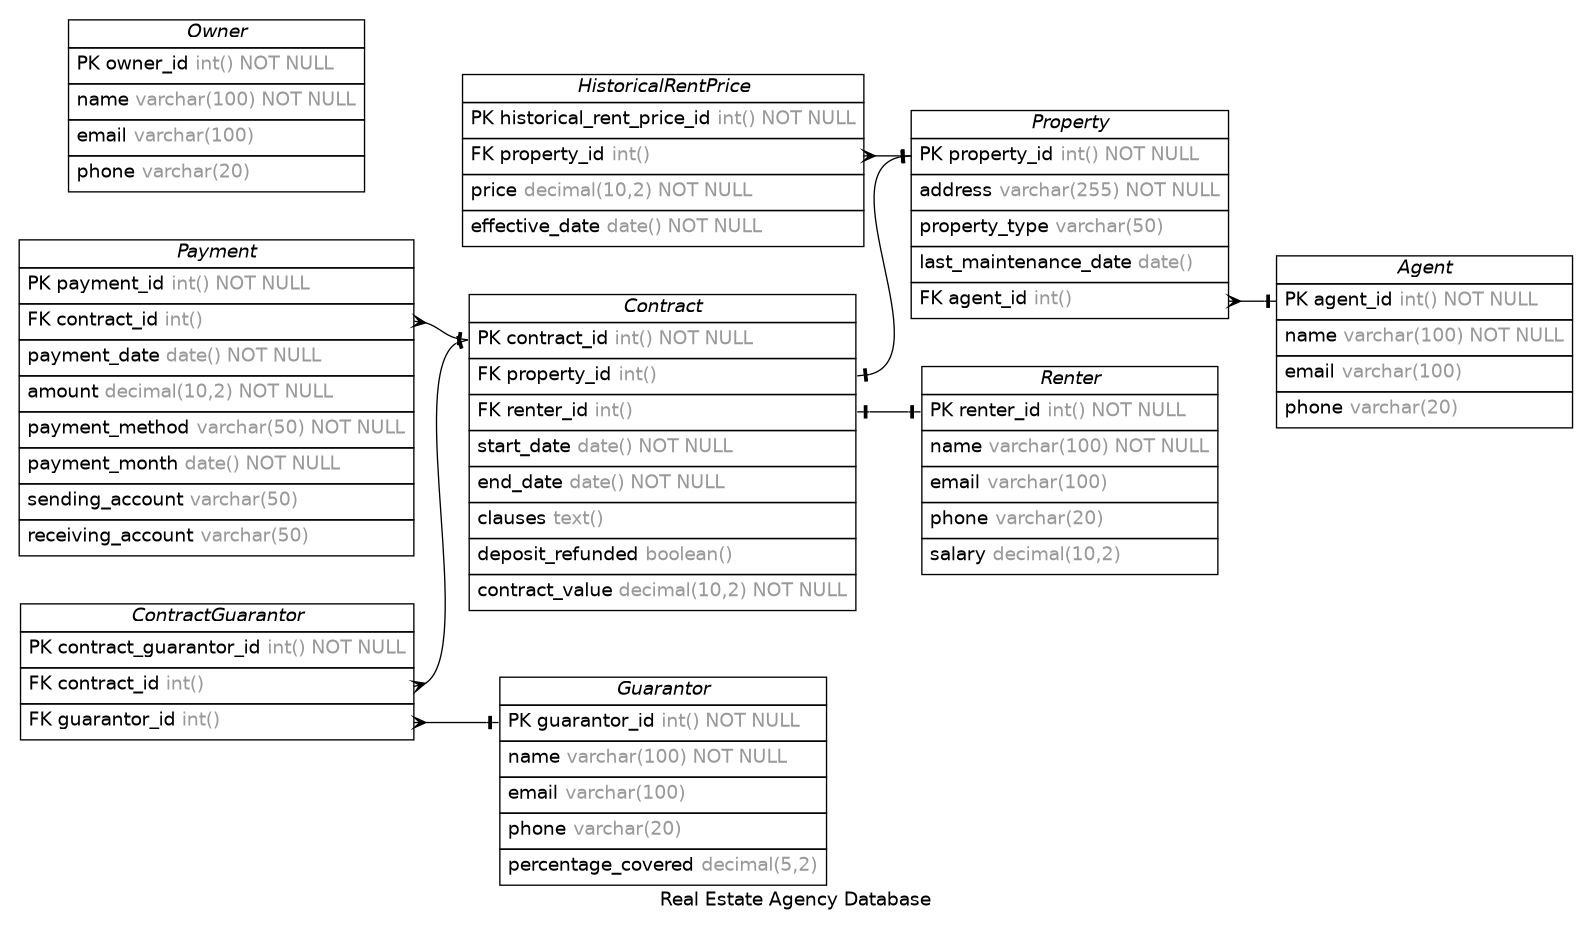 Owner
PK owner_id int() NOT NULL
name varchar(100) NOT NULL
email varchar(100)
phone varchar(20)
Payment
PK payment_id int() NOT NULL
FK contract_id int()
payment_date date() NOT NULL
amount decimal(10,2) NOT NULL
payment_method varchar(50) NOT NULL
payment_month date() NOT NULL
sending_account varchar(50)
receiving_account varchar(50)
ContractGuarantor
PK contract_guarantor_id int() NOT NULL
FK contract_id int()
FK guarantor_id int()
HistoricalRentPrice
PK historical_rent_price_id int() NOT NULL
FK property_id int()
price decimal(10,2) NOT NULL
effective_date date() NOT NULL
Contract
PK contract_id int() NOT NULL
FK property_id int()
FK renter_id int()
start_date date() NOT NULL
end_date date() NOT NULL
clauses text()
deposit_refunded boolean()
contract_value decimal(10,2) NOT NULL
Guarantor
PK guarantor_id int() NOT NULL
name varchar(100) NOT NULL
email varchar(100)
phone varchar(20)
percentage_covered decimal(5,2)
Property
PK property_id int() NOT NULL
address varchar(255) NOT NULL
property_type varchar(50)
last_maintenance_date date()
FK agent_id int()
Renter
PK renter_id int() NOT NULL
name varchar(100) NOT NULL
email varchar(100)
phone varchar(20)
salary decimal(10,2)
Agent
PK agent_id int() NOT NULL
name varchar(100) NOT NULL
email varchar(100)
phone varchar(20)
Real Estate Agency Database